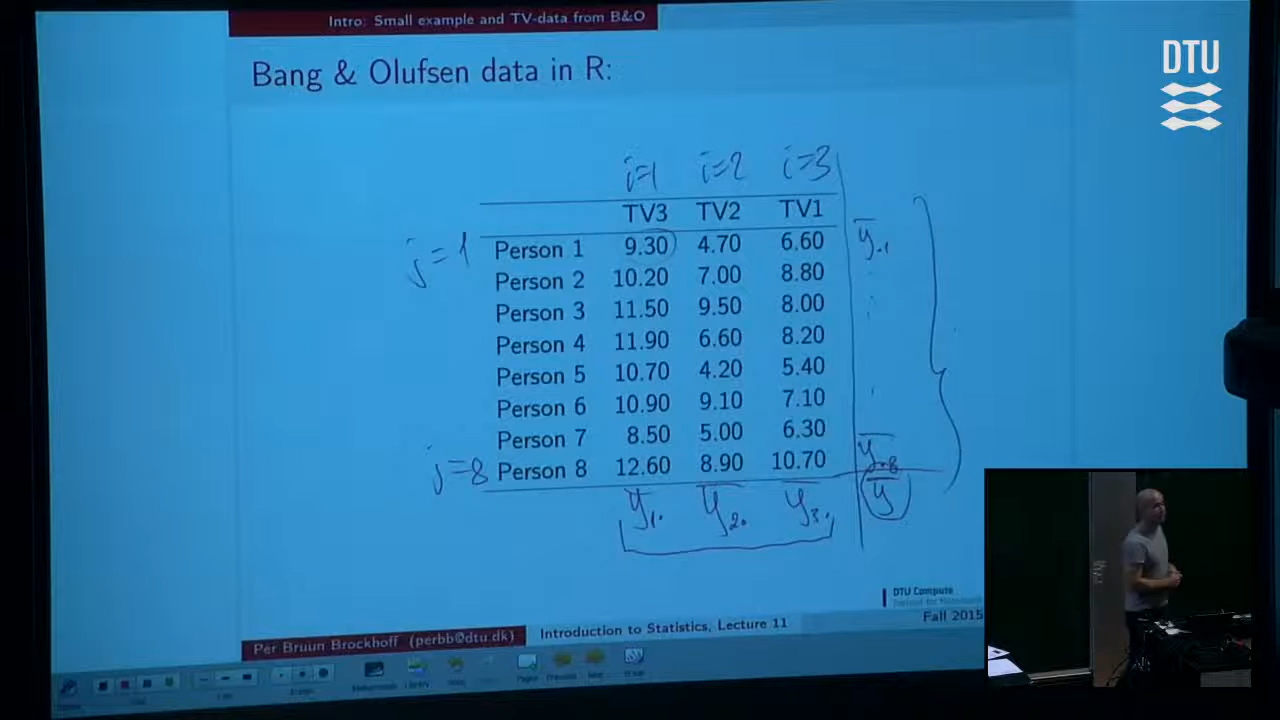 Intro: Small example and TV-data from B&O
DTU
Bang & Olufsen data in R:
i=1 i=2 i=3
TV3 TV2 TV1
j=1 Person 1 9.30 4.70 6.60 ȳ.1
Person 2 10.20 7.00 8.80
Person 3 11.50 9.50 8.00
Person 4 11.90 6.60 8.20
Person 5 10.70 4.20 5.40
Person 6 10.90 9.10 7.10
Person 7 8.50 5.00 6.30
j=8 Person 8 12.60 8.90 10.70 ȳ.8
ȳ1. ȳ2. ȳ3. ȳ
DTU Compute
Per Bruun Brockhoff (perbb@dtu.dk) Introduction to Statistics, Lecture 11 Fall 2015